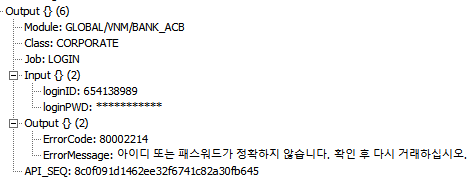 Output {} (6)
Module: GLOBAL/VNM/BANK_ACB
Class: CORPORATE
Job: LOGIN
Input {} (2)
loginID: 654138989
loginPWD: ***********
Output {} (2)
ErrorCode: 80002214
ErrorMessage: 아이디 또는 패스워드가 정확하지 않습니다. 확인 후 다시 거래하십시오.
API_SEQ: 8c0f091d1462ee32f6741c82a30fb645